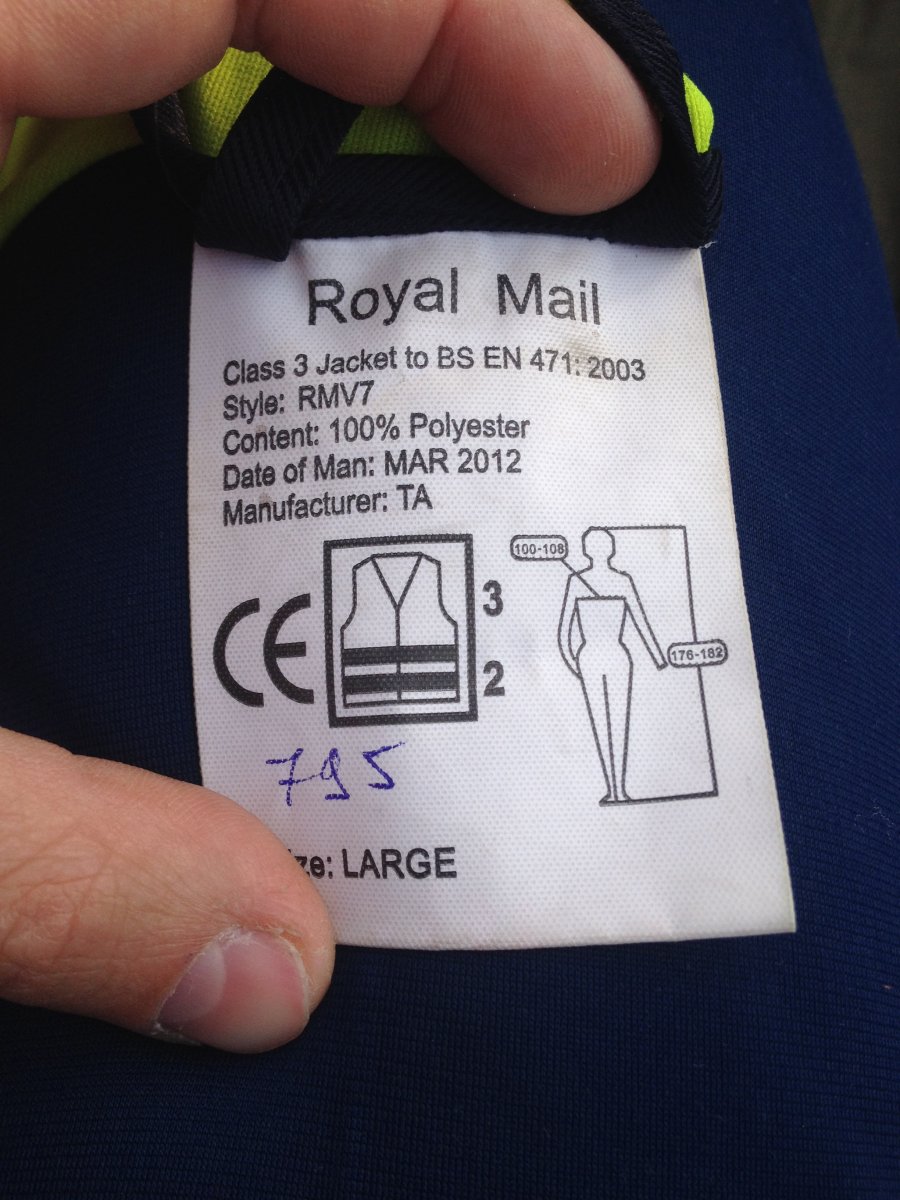 Royal Mail
Class 3 Jacket to BS EN 471: 2003
Style: RMV7
Content: 100% Polyester
Date of Man: MAR 2012
Manufacturer: TA
CE
3
2
100-108
176-182
795
LARGE